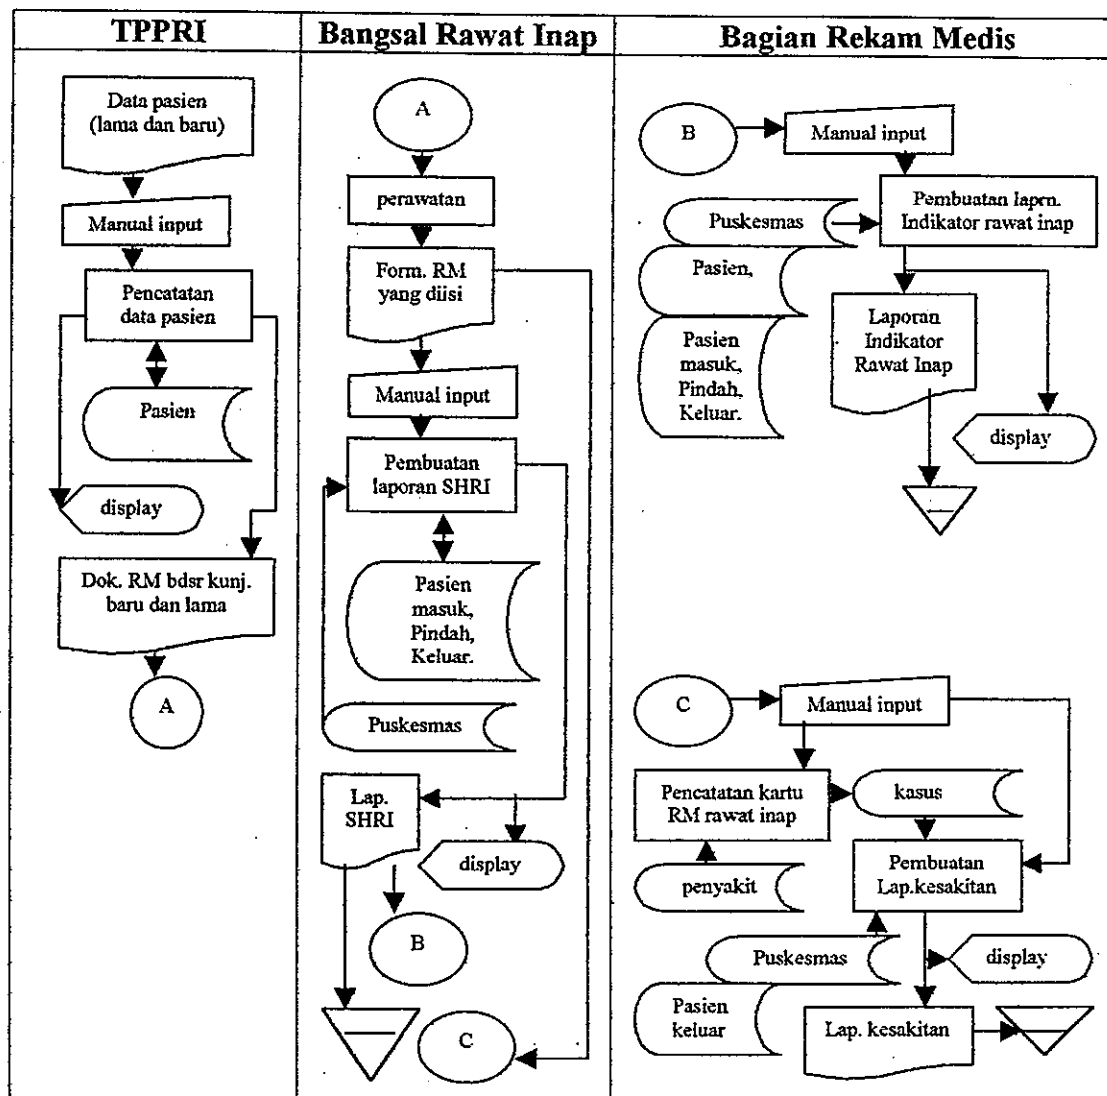 TPPRI
Data pasien
(lama dan baru)
Manual input
Pencatatan
data pasien
Pasien
display
Dok. RM bdsr kunj.
baru dan lama
A
Bangsal Rawat Inap
A
perawatan
Form. RM
yang diisi
Manual input
Pembuatan
laporan SHRI
Pasien
masuk,
Pindah,
Keluar.
Puskesmas
Lap.
SHRI
display
B
C
Bagian Rekam Medis
B
Manual input
Pembuatan laprn.
Indikator rawat inap
Puskesmas
Pasien,
Pasien
masuk,
Pindah,
Keluar.
Laporan
Indikator
Rawat Inap
display
C
Manual input
Pencatatan kartu
RM rawat inap
kasus
penyakit
Pembuatan
Lap.kesakitan
Puskesmas
display
Pasien
keluar
Lap. kesakitan